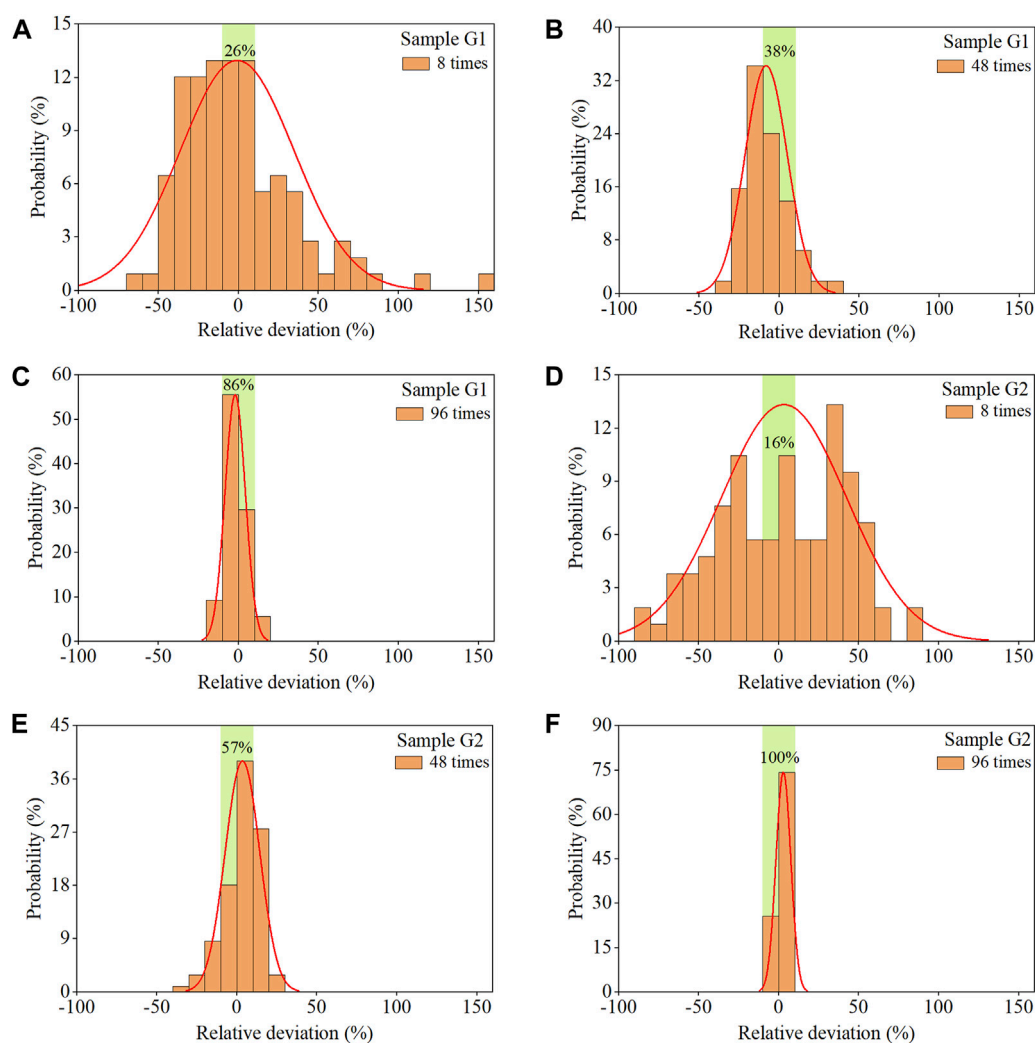 A
Sample G1
8 times
26%
15
12
9
6
3
0
Probability (%)
-100 -50 0 50 100 150
Relative deviation (%)
B
Sample G1
48 times
38%
40
32
24
16
8
0
Probability (%)
-100 -50 0 50 100 150
Relative deviation (%)
C
Sample G1
96 times
86%
60
50
40
30
20
10
0
Probability (%)
-100 -50 0 50 100 150
Relative deviation (%)
D
Sample G2
8 times
16%
15
12
9
6
3
0
Probability (%)
-100 -50 0 50 100 150
Relative deviation (%)
E
Sample G2
48 times
57%
45
36
27
18
9
0
Probability (%)
-100 -50 0 50 100 150
Relative deviation (%)
F
Sample G2
96 times
100%
90
75
60
45
30
15
0
Probability (%)
-100 -50 0 50 100 150
Relative deviation (%)